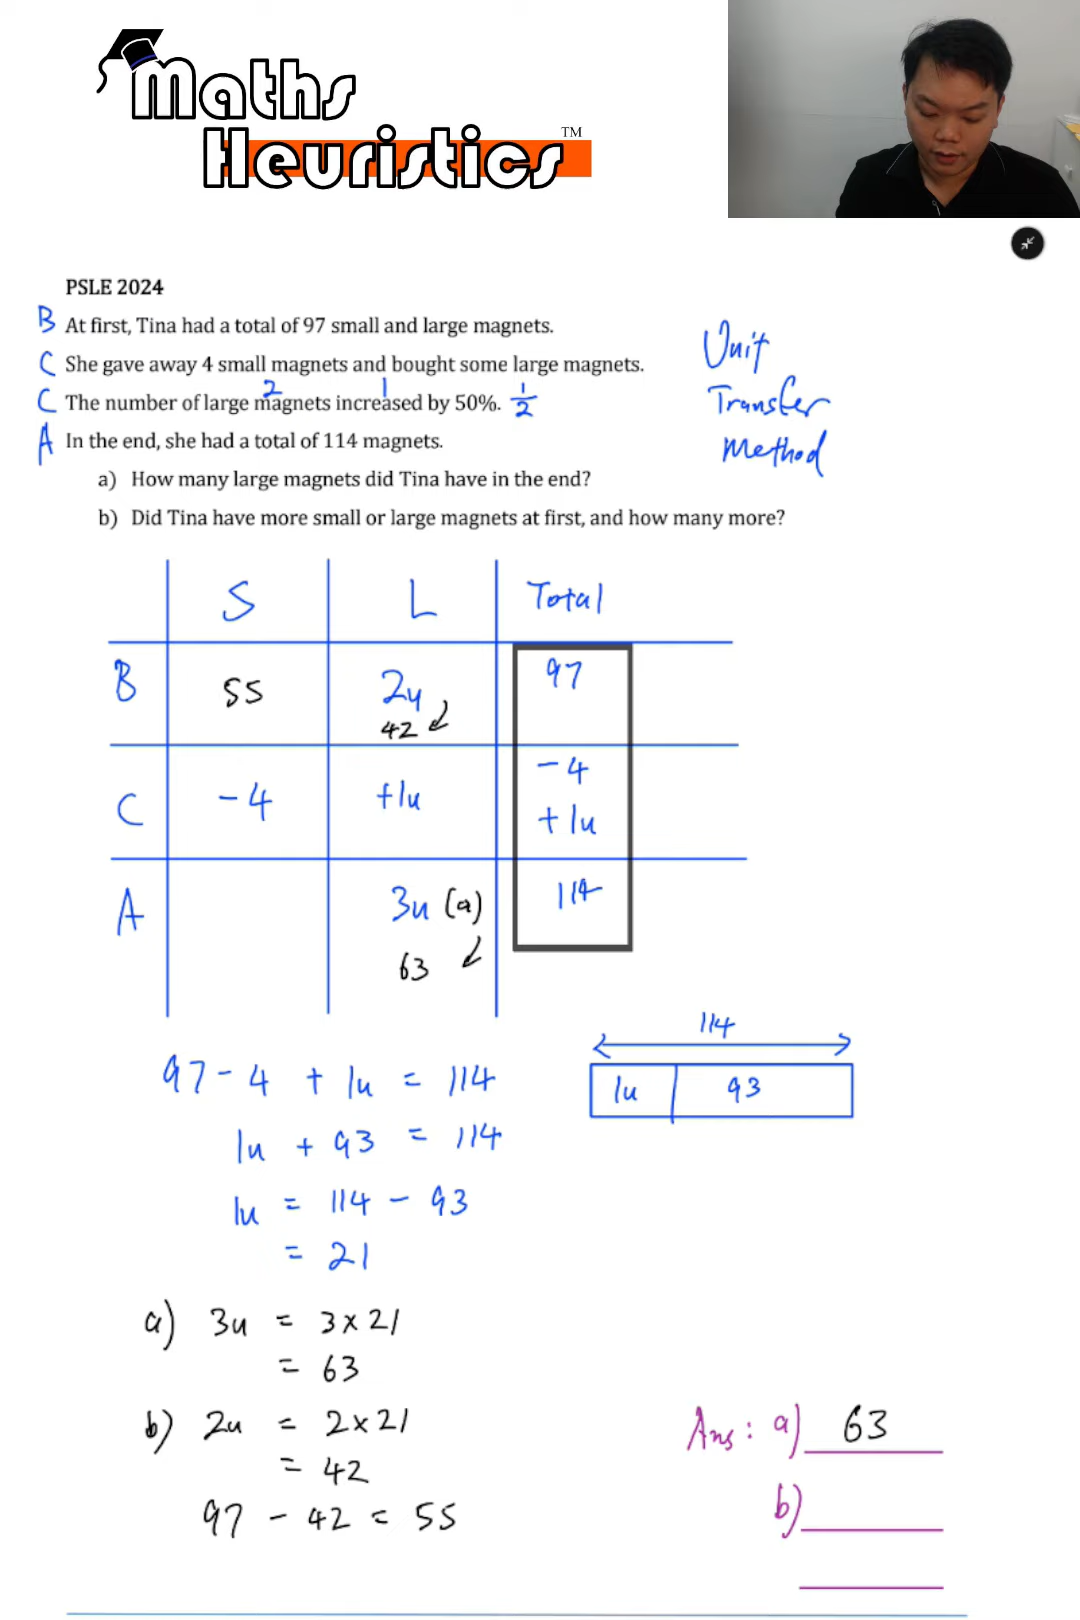 Maths
Heuristics™
PSLE 2024
B At first, Tina had a total of 97 small and large magnets.
C She gave away 4 small magnets and bought some large magnets.
2 1
C The number of large magnets increased by 50%. 1/2
A In the end, she had a total of 114 magnets.
a) How many large magnets did Tina have in the end?
b) Did Tina have more small or large magnets at first, and how many more?
Unit
Transfer
Method
S L Total
B 55 2u 97
42
C -4 +1u -4
+1u
A 3u (a) 114
63
114
1u 93
97 - 4 + 1u = 114
1u + 93 = 114
1u = 114 - 93
= 21
a) 3u = 3 x 21
= 63
b) 2u = 2 x 21
= 42
97 - 42 = 55
Ans: a) 63
b)